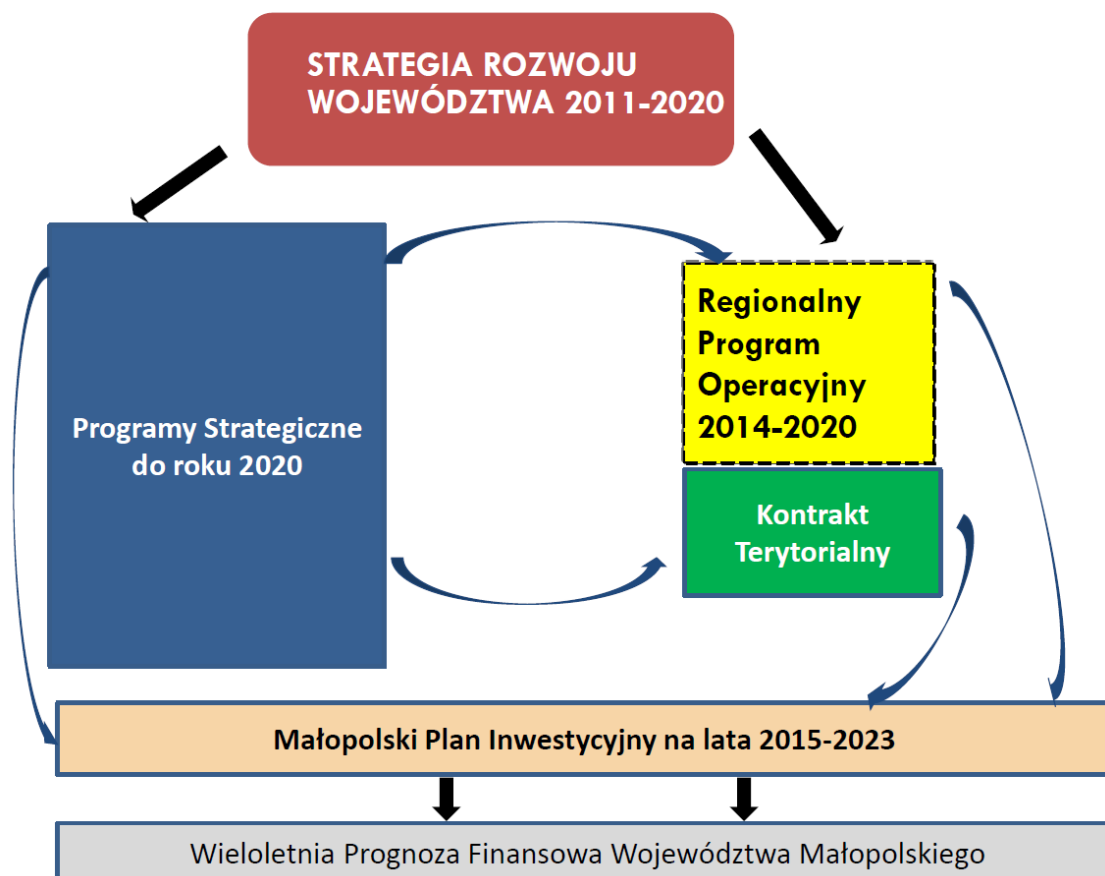 STRATEGIA ROZWOJU
WOJEWÓDZTWA 2011-2020
Programy Strategiczne
do roku 2020
Regionalny
Program
Operacyjny
2014-2020
Kontrakt
Terytorialny
Małopolski Plan Inwestycyjny na lata 2015-2023
Wieloletnia Prognoza Finansowa Województwa Małopolskiego